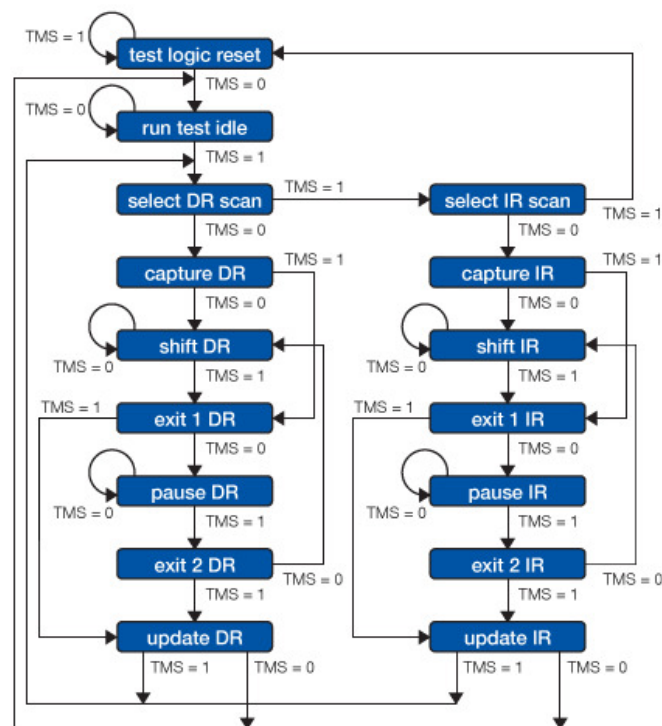 TMS = 1
test logic reset
TMS = 0
TMS = 0
run test idle
TMS = 1
select DR scan
TMS = 1
select IR scan
TMS = 1
TMS = 0
TMS = 0
capture DR
TMS = 1
capture IR
TMS = 1
TMS = 0
TMS = 0
shift DR
shift IR
TMS = 0
TMS = 1
TMS = 0
TMS = 1
TMS = 1
exit 1 DR
TMS = 1
exit 1 IR
TMS = 0
TMS = 0
pause DR
pause IR
TMS = 0
TMS = 1
TMS = 0
TMS = 1
exit 2 DR
TMS = 0
exit 2 IR
TMS = 0
TMS = 1
TMS = 1
update DR
update IR
TMS = 1
TMS = 0
TMS = 1
TMS = 0